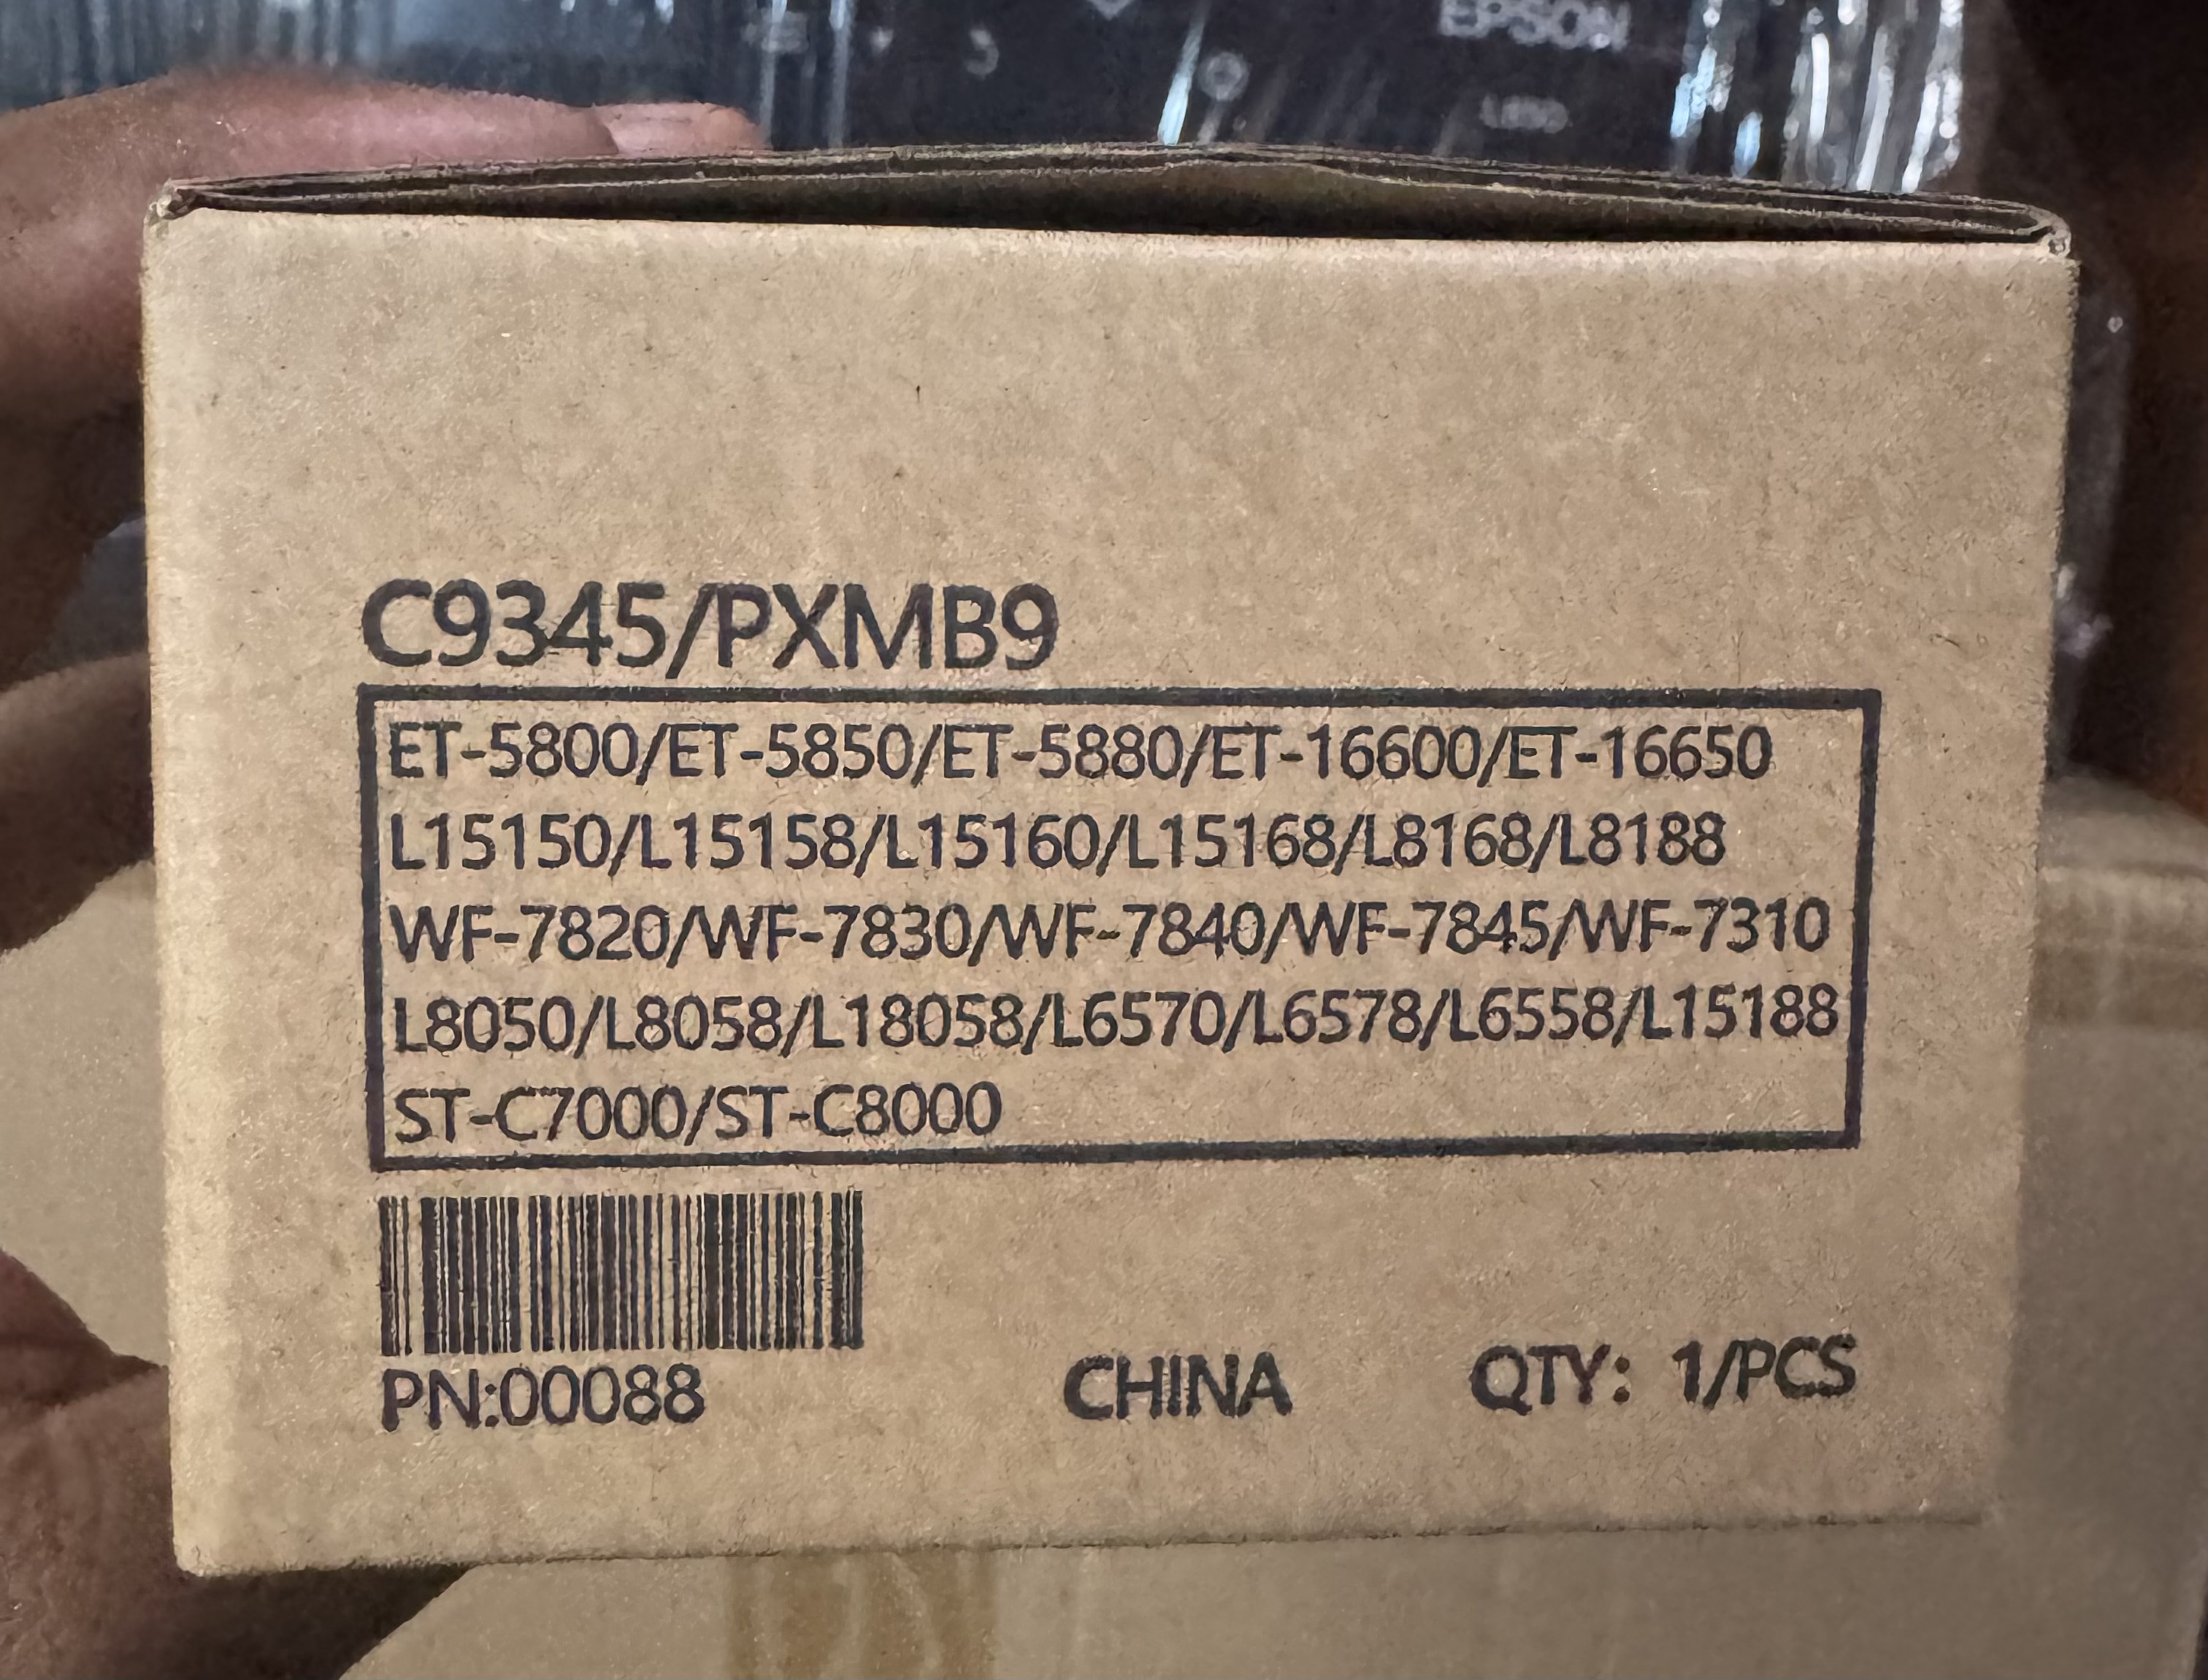 EPSON
C9345/PXMB9
ET-5800/ET-5850/ET-5880/ET-16600/ET-16650
L15150/L15158/L15160/L15168/L8168/L8188
WF-7820/WF-7830/WF-7840/WF-7845/WF-7310
L8050/L8058/L18058/L6570/L6578/L6558/L15188
ST-C7000/ST-C8000
PN:00088 CHINA QTY: 1/PCS